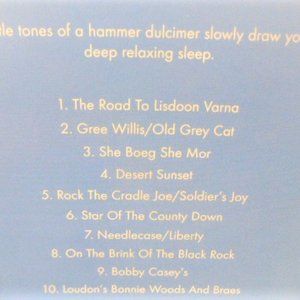 tle tones of a hammer dulcimer slowly draw yo
deep relaxing sleep.
1. The Road To Lisdoon Varna
2. Gree Willis/Old Grey Cat
3. She Boeg She Mor
4. Desert Sunset
5. Rock The Cradle Joe/Soldier's Joy
6. Star Of The County Down
7. Needlecase/Liberty
8. On The Brink Of The Black Rock
9. Bobby Casey's
10. Loudon's Bonnie Woods And Braes